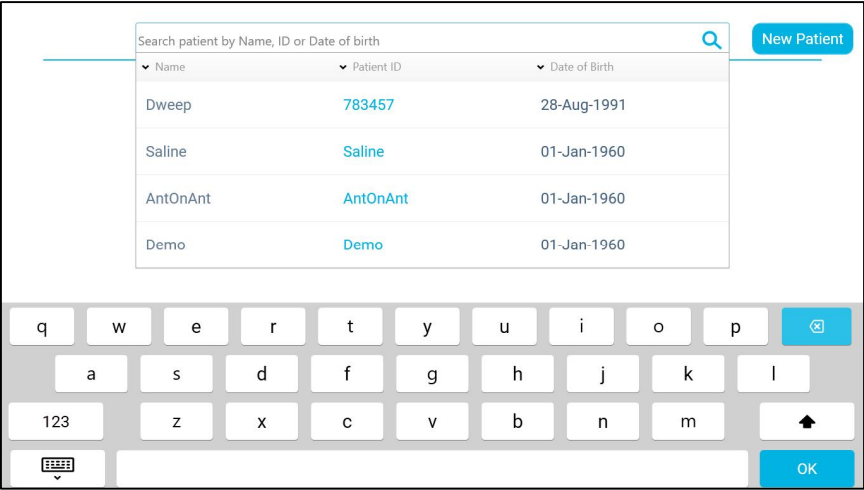 Search patient by Name, ID or Date of birth
New Patient
Name Patient ID Date of Birth
Dweep 783457 28-Aug-1991
Saline Saline 01-Jan-1960
AntOnAnt AntOnAnt 01-Jan-1960
Demo Demo 01-Jan-1960
q w e r t y u i o p
a s d f g h j k l
123 z x c v b n m
OK